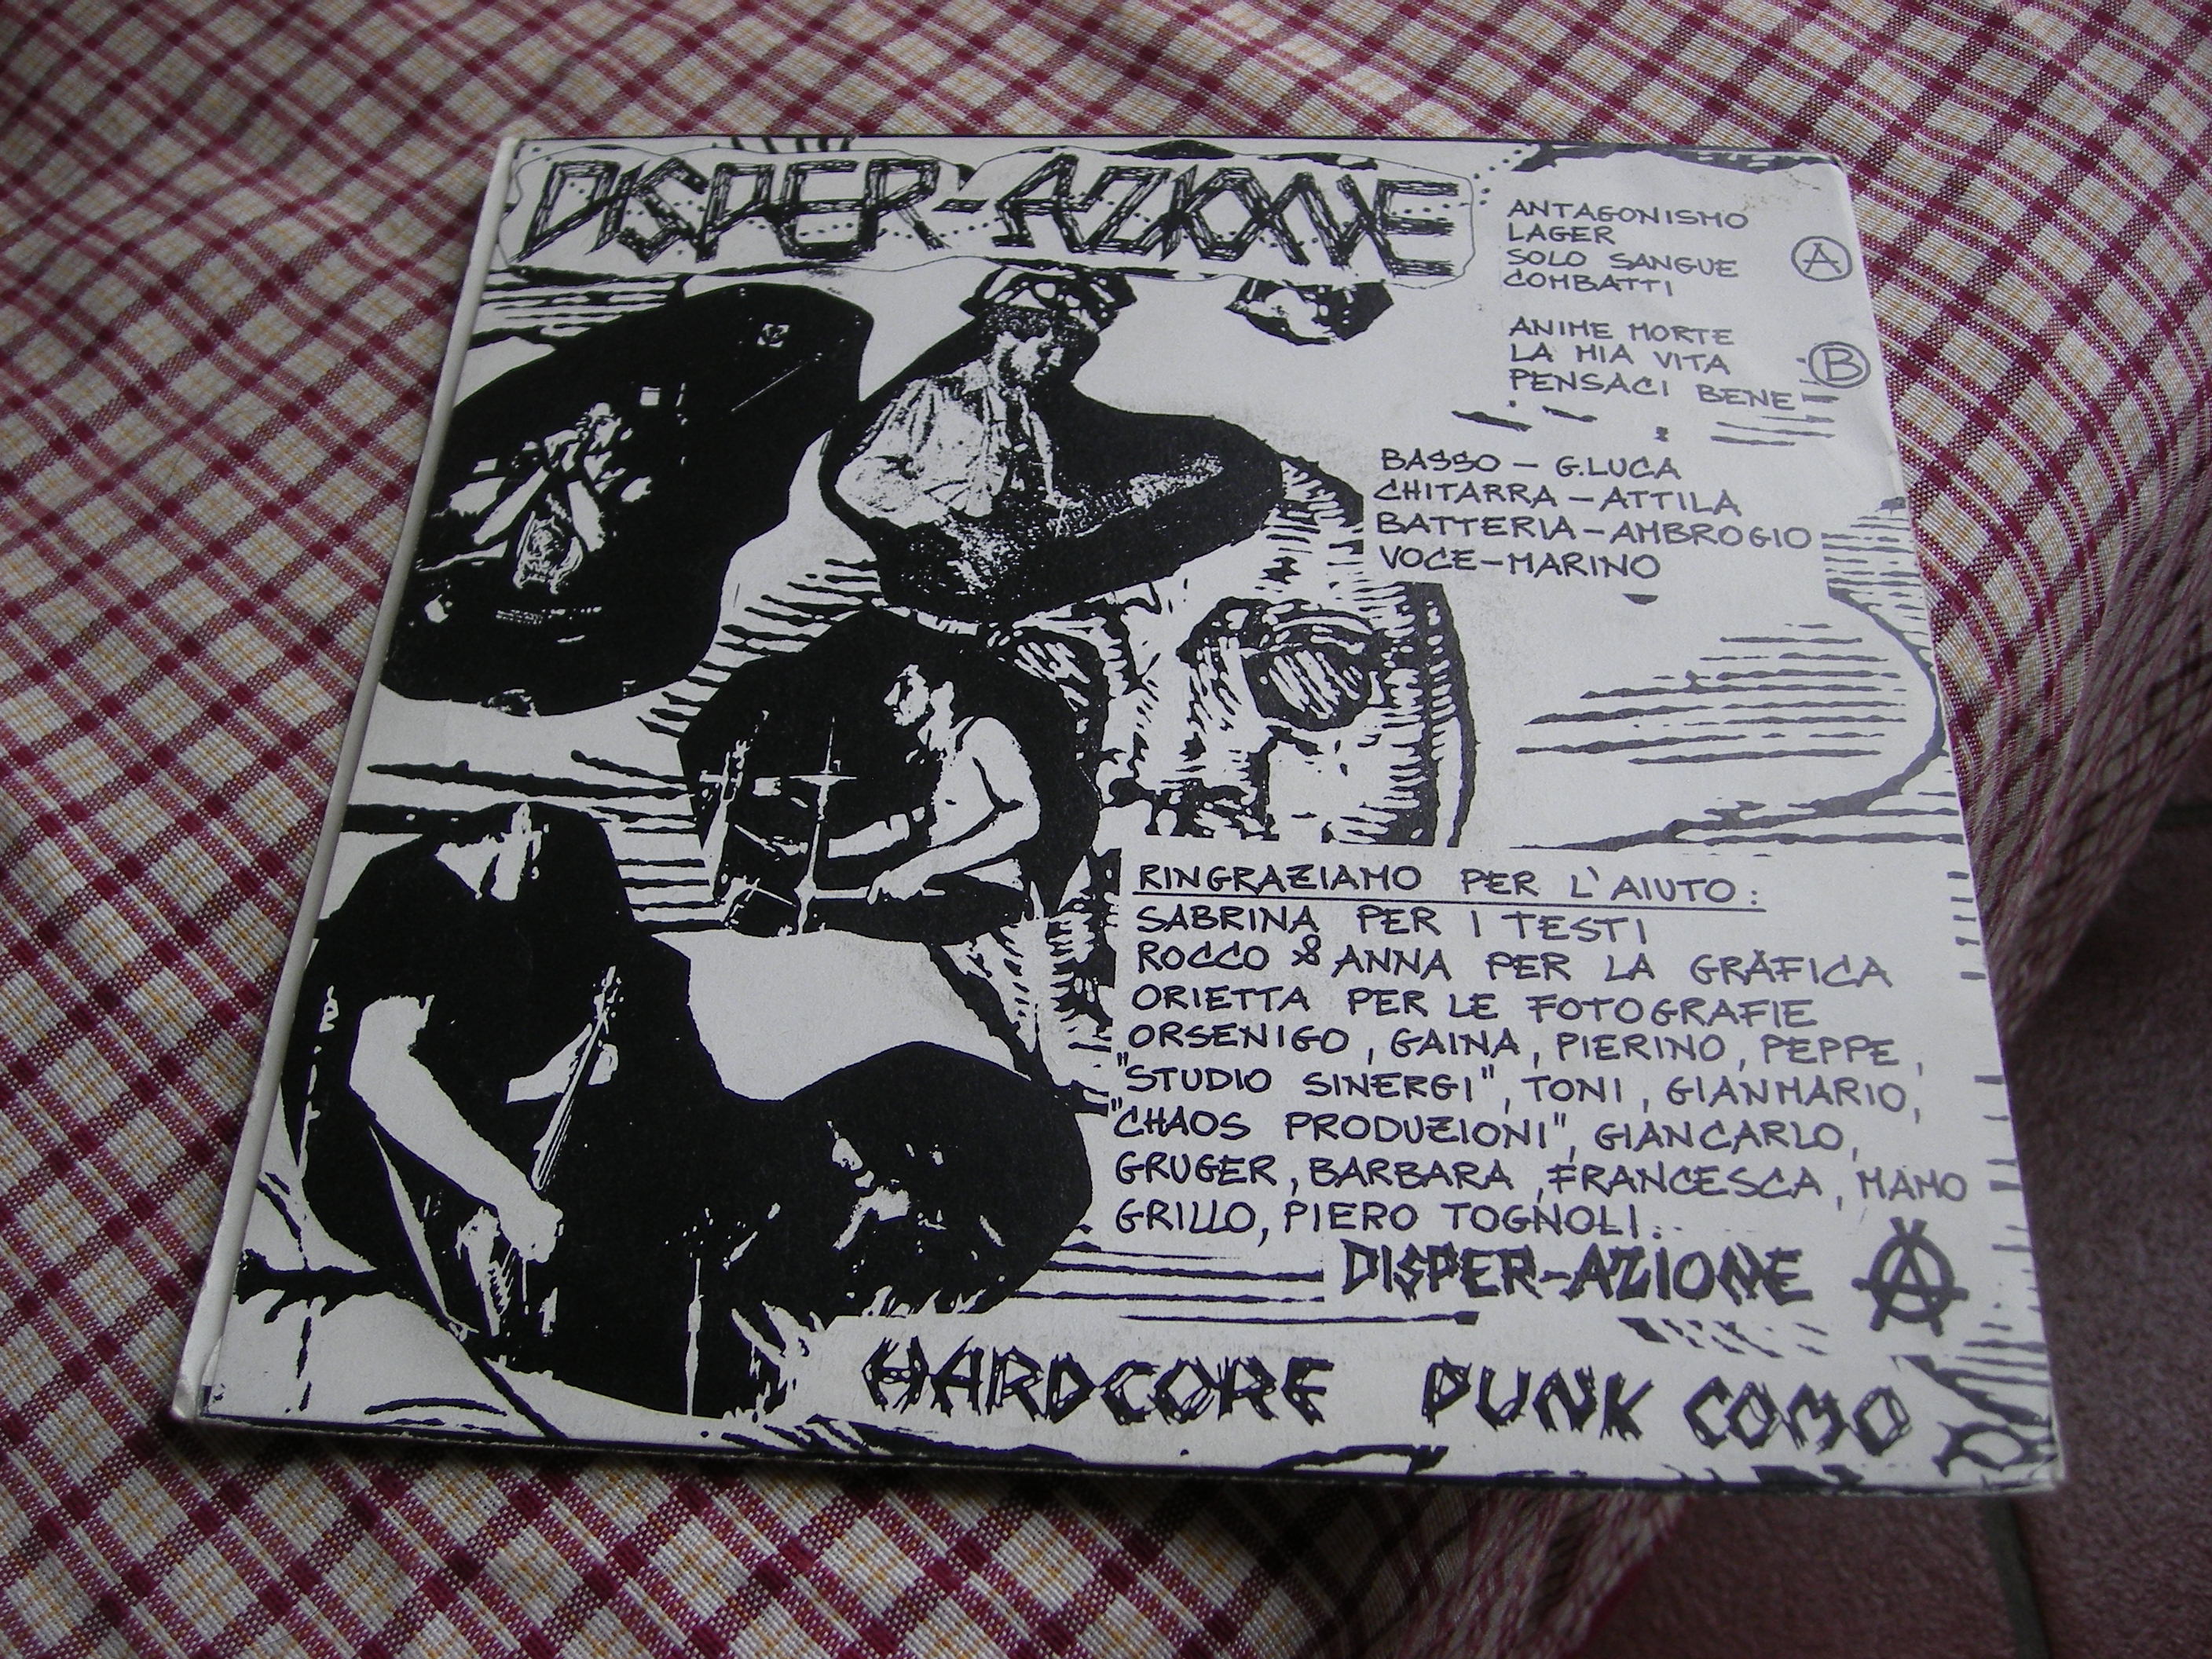 DISPER-AZIONE
ANTAGONISMO
LAGER
SOLO SANGUE
COMBATTI
A
ANIME MORTE
LA MIA VITA
PENSACI BENE
B
BASSO - G.LUCA
CHITARRA - ATTILA
BATTERIA - AMBROGIO
VOCE - MARINO
RINGRAZIAMO PER L'AIUTO:
SABRINA PER I TESTI
ROCCO & ANNA PER LA GRAFICA
ORIETTA PER LE FOTOGRAFIE
ORSENIGO, GAINA, PIERINO, PEPPE,
"STUDIO SINERGI", TONI, GIANMARIO,
"CHAOS PRODUZIONI", GIANCARLO,
GRUGER, BARBARA, FRANCESCA, MAMO
GRILLO, PIERO TOGNOLI.
DISPER-AZIONE A
HARDCORE PUNK COMO